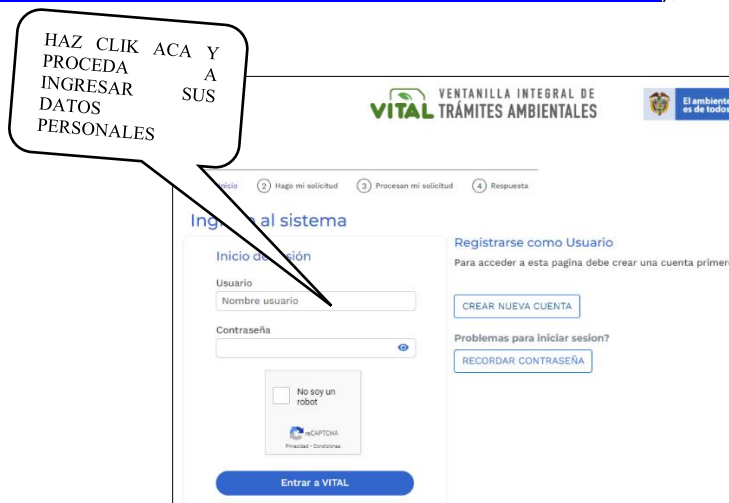 HAZ CLIK ACA Y
PROCEDA A
INGRESAR SUS
DATOS
PERSONALES
VITAL
VENTANILLA INTEGRAL DE
TRÁMITES AMBIENTALES
El ambiente
es de todos
2 Hago mi solicitud
3 Procesan mi solicitud
4 Respuesta
al sistema
Inicio de
Usuario
Nombre usuario
Contraseña
No soy un
robot
reCAPTCHA
Privacidad - Condiciones
Entrar a VITAL
Registrarse como Usuario
Para acceder a esta pagina debe crear una cuenta primer
CREAR NUEVA CUENTA
Problemas para iniciar sesion?
RECORDAR CONTRASEÑA